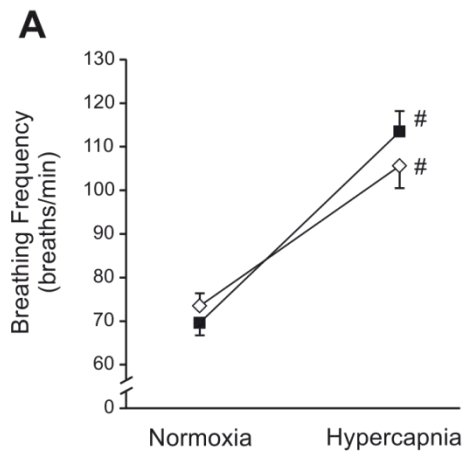 A
Breathing Frequency
(breaths/min)
130
120
110
100
90
80
70
60
0
#
#
Normoxia
Hypercapnia